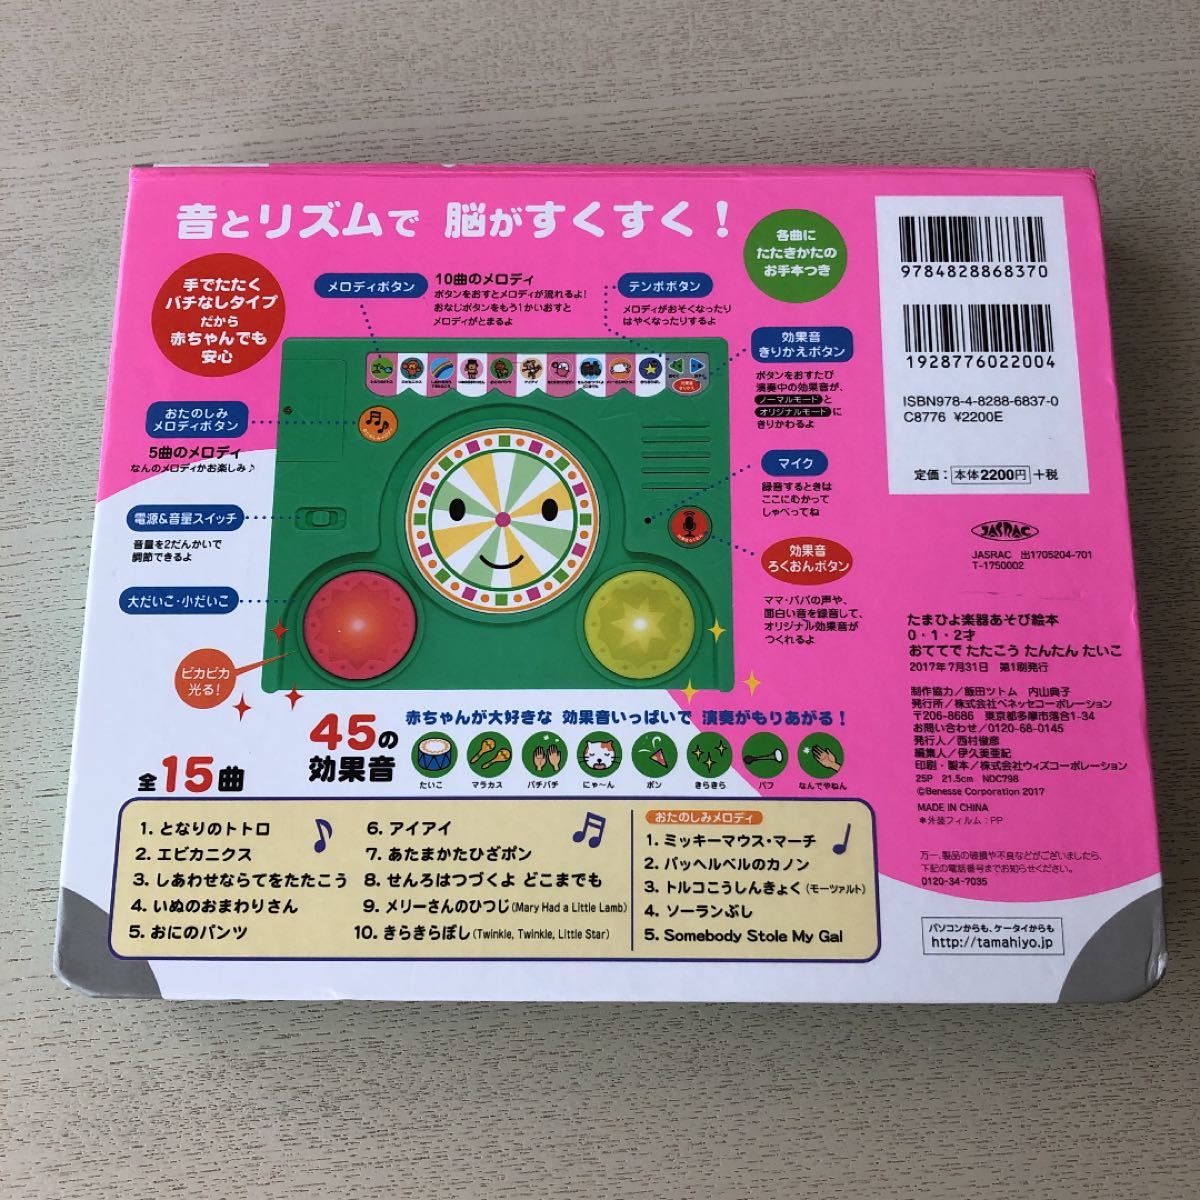 音とリズムで 脳がすくすく！
各曲に
たたきかたの
お手本つき
手でたたく
バチなしタイプ
だから
赤ちゃんでも
安心
メロディボタン
10曲のメロディ
ボタンをおすとメロディが流れるよ！
おなじボタンをもう1かいおすと
メロディがとまるよ
テンポボタン
メロディがおそくなったり
はやくなったりするよ
効果音
きりかえボタン
ボタンをおすたび
演奏中の効果音が、
ノーマルモード と
オリジナルモード に
きりかわるよ
おたのしみ
メロディボタン
5曲のメロディ
なんのメロディかお楽しみ♪
マイク
録音するときは
ここにむかって
しゃべってね
電源&音量スイッチ
音量を2だんかいで
調節できるよ
効果音
ろくおんボタン
ママ・パパの声や、
面白い音を録音して、
オリジナル効果音が
つくれるよ
大だいこ・小だいこ
ピカピカ
光る！
全15曲
45の
効果音
赤ちゃんが大好きな 効果音いっぱいで 演奏がもりあがる！
たいこ マラカス パチパチ にゃ〜ん ポン きらきら パフ なんでやねん
1. となりのトトロ
2. エビカニクス
3. しあわせならてをたたこう
4. いぬのおまわりさん
5. おにのパンツ
6. アイアイ
7. あたまかたひざポン
8. せんろはつづくよ どこまでも
9. メリーさんのひつじ(Mary Had a Little Lamb)
10. きらきらぼし(Twinkle, Twinkle, Little Star)
おたのしみメロディ
1. ミッキーマウス・マーチ
2. パッヘルベルのカノン
3. トルコこうしんきょく(モーツァルト)
4. ソーランぶし
5. Somebody Stole My Gal
9784828868370
1928776022004
ISBN978-4-8288-6837-0
C8776 ¥2200E
定価：本体2200円+税
JASRAC
JASRAC 出1705204-701
T-1750002
たまひよ楽器あそび絵本
0・1・2才
おててで たたこう たんたん たいこ
2017年7月31日 第1刷発行
制作協力／飯田ツトム 内山典子
発行所／株式会社ベネッセコーポレーション
〒206-8686 東京都多摩市落合1-34
お問い合わせ／0120-68-0145
発行人／西村俊彦
編集人／伊久美亜紀
印刷・製本／株式会社ウィズコーポレーション
25P 21.5cm NDC798
©Benesse Corporation 2017
MADE IN CHINA
＊外装フィルム：PP
万一、製品の破損や不良などがございましたら、
下記の電話番号までお知らせください。
0120-34-7035
パソコンからも、ケータイからも
http://tamahiyo.jp